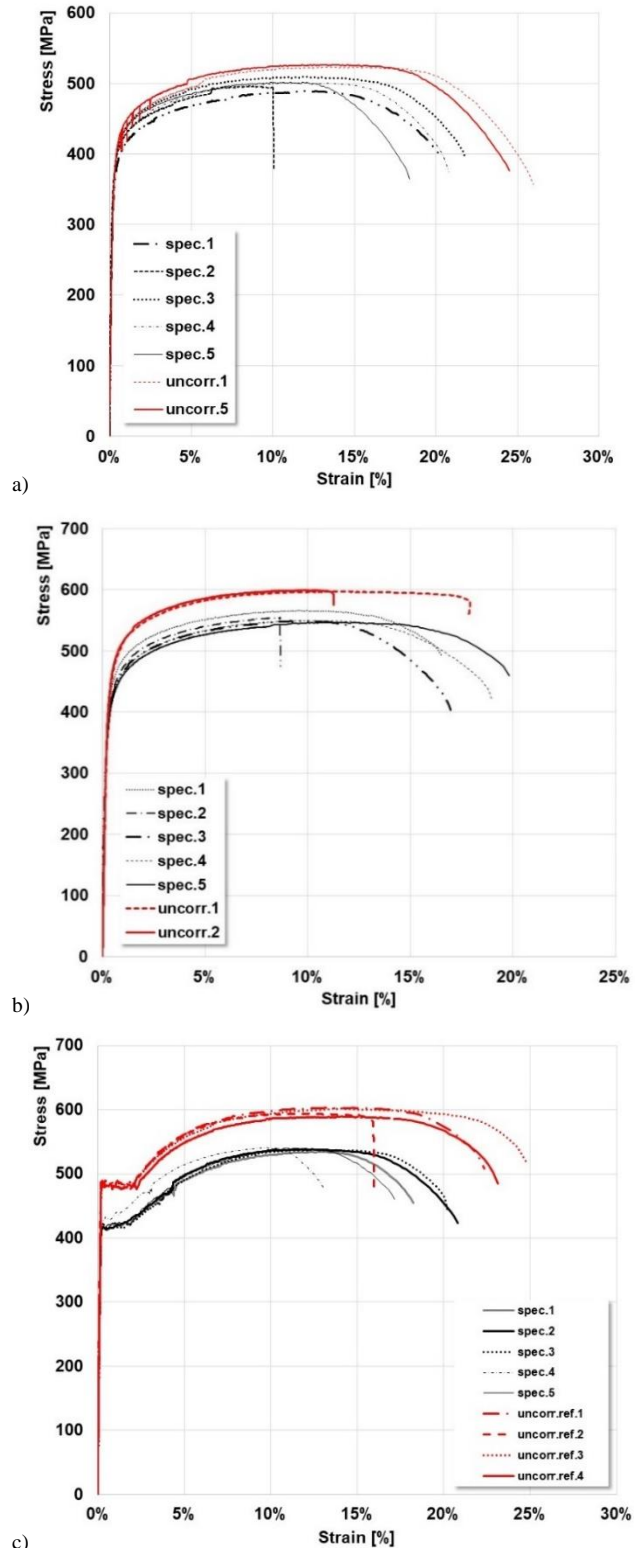 Stress [MPa]
600
500
400
300
200
100
0
spec.1
spec.2
spec.3
spec.4
spec.5
uncorr.1
uncorr.5
0% 5% 10% 15% 20% 25% 30%
Strain [%]
a)
Stress [MPa]
700
600
500
400
300
200
100
0
spec.1
spec.2
spec.3
spec.4
spec.5
uncorr.1
uncorr.2
0% 5% 10% 15% 20% 25%
Strain [%]
b)
Stress [MPa]
700
600
500
400
300
200
100
0
spec.1
spec.2
spec.3
spec.4
spec.5
uncorr.ref.1
uncorr.ref.2
uncorr.ref.3
uncorr.ref.4
0% 5% 10% 15% 20% 25% 30%
Strain [%]
c)